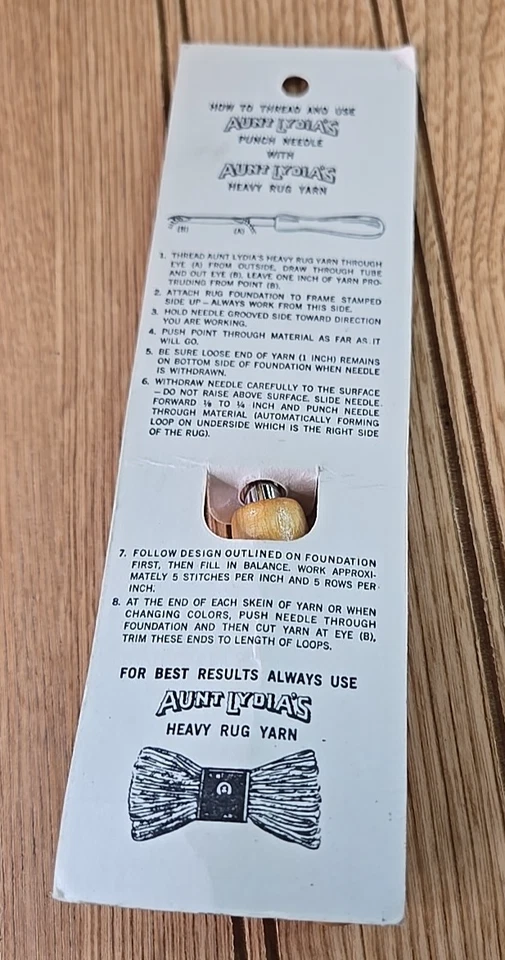 HOW TO THREAD AND USE
AUNT LYDIA'S
PUNCH NEEDLE
WITH
AUNT LYDIA'S
HEAVY RUG YARN
(B) (A)
1. THREAD AUNT LYDIA'S HEAVY RUG YARN THROUGH
EYE (A) FROM OUTSIDE, DRAW THROUGH TUBE
AND OUT EYE (B). LEAVE ONE INCH OF YARN PRO-
TRUDING FROM POINT (B).
2. ATTACH RUG FOUNDATION TO FRAME STAMPED
SIDE UP – ALWAYS WORK FROM THIS SIDE.
3. HOLD NEEDLE GROOVED SIDE TOWARD DIRECTION
YOU ARE WORKING.
4. PUSH POINT THROUGH MATERIAL AS FAR AS IT
WILL GO.
5. BE SURE LOOSE END OF YARN (1 INCH) REMAINS
ON BOTTOM SIDE OF FOUNDATION WHEN NEEDLE
IS WITHDRAWN.
6. WITHDRAW NEEDLE CAREFULLY TO THE SURFACE
– DO NOT RAISE ABOVE SURFACE. SLIDE NEEDLE
FORWARD ⅛ TO ¼ INCH AND PUNCH NEEDLE
THROUGH MATERIAL (AUTOMATICALLY FORMING
LOOP ON UNDERSIDE WHICH IS THE RIGHT SIDE
OF THE RUG).
7. FOLLOW DESIGN OUTLINED ON FOUNDATION
FIRST, THEN FILL IN BALANCE. WORK APPROXI-
MATELY 5 STITCHES PER INCH AND 5 ROWS PER
INCH.
8. AT THE END OF EACH SKEIN OF YARN OR WHEN
CHANGING COLORS, PUSH NEEDLE THROUGH
FOUNDATION AND THEN CUT YARN AT EYE (B),
TRIM THESE ENDS TO LENGTH OF LOOPS.
FOR BEST RESULTS ALWAYS USE
AUNT LYDIA'S
HEAVY RUG YARN